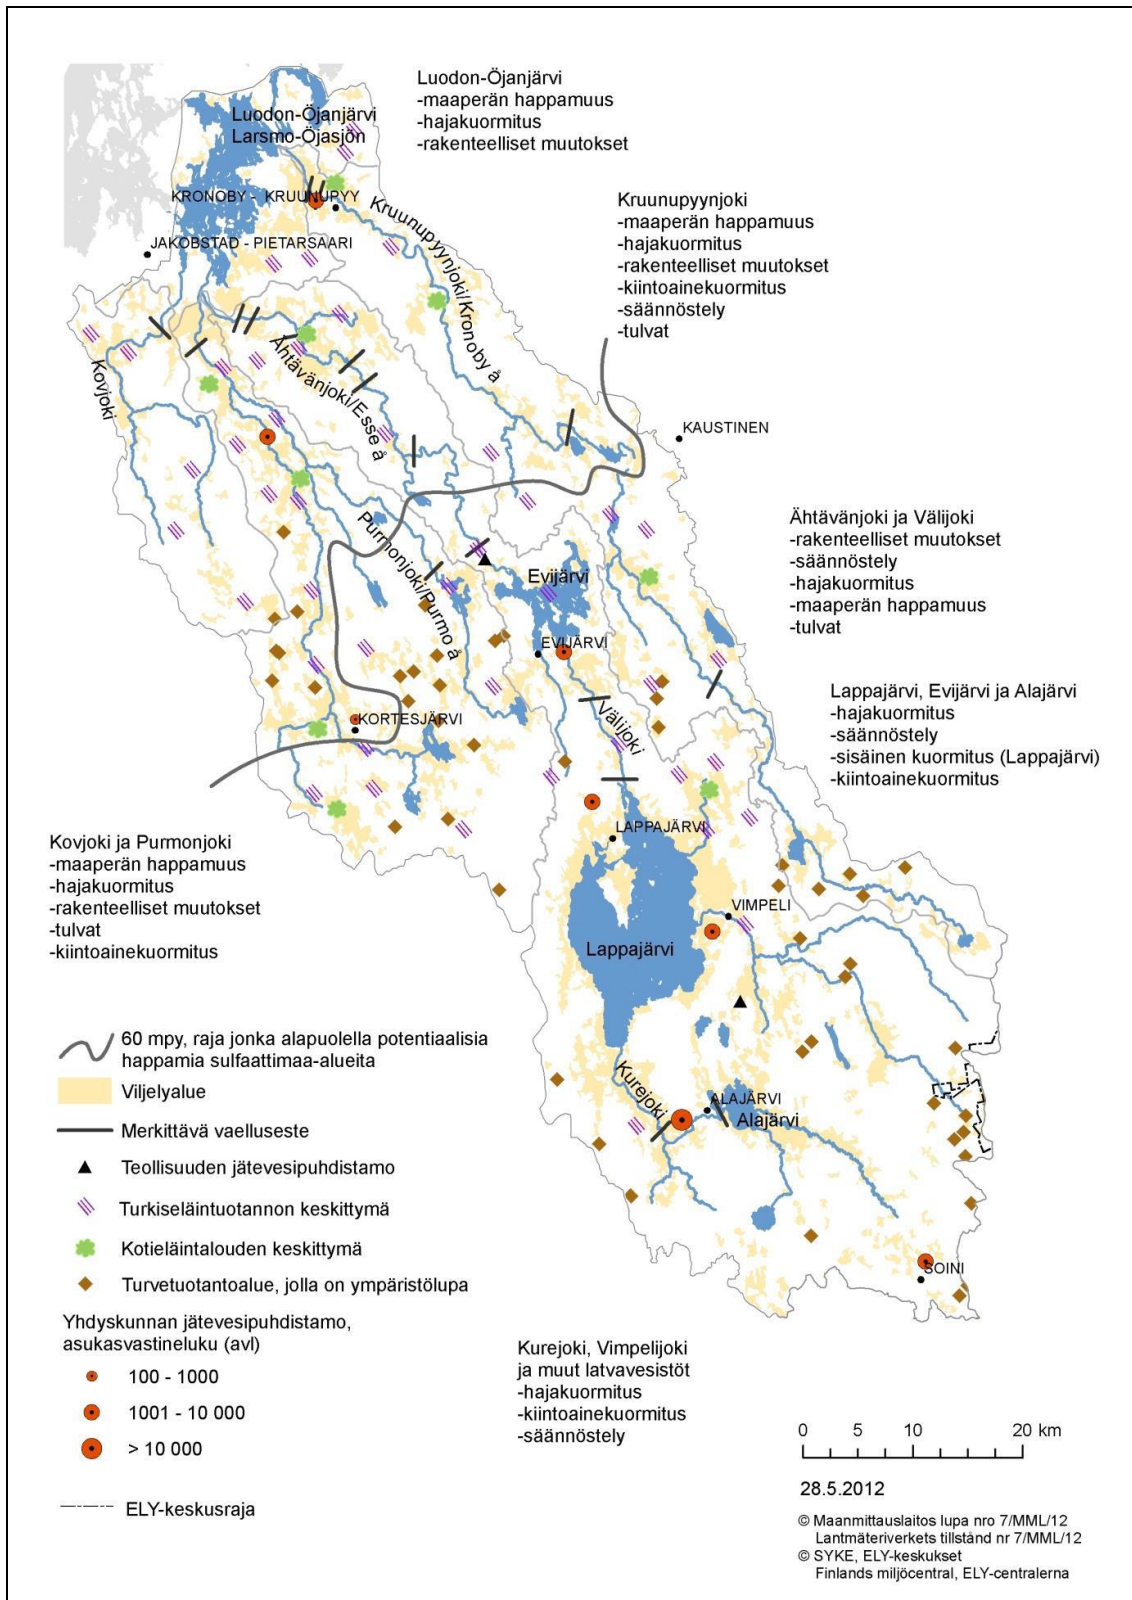 Luodon-Öjanjärvi
-maaperän happamuus
-hajakuormitus
-rakenteelliset muutokset
Luodon-Öjanjärvi
Larsmo-Öjasjön
KRONOBY - KRUUNUPYY
JAKOBSTAD - PIETARSAARI
Kruunupyynjoki/Kronoby å
Kruunupyynjoki
-maaperän happamuus
-hajakuormitus
-rakenteelliset muutokset
-kiintoainekuormitus
-säännöstely
-tulvat
Kovjoki
Ähtävänjoki/Esse å
KAUSTINEN
Purmonjoki/Purmo å
Evijärvi
EVIJÄRVI
Ähtävänjoki ja Välijoki
-rakenteelliset muutokset
-säännöstely
-hajakuormitus
-maaperän happamuus
-tulvat
KORTESJÄRVI
Välijoki
Lappajärvi, Evijärvi ja Alajärvi
-hajakuormitus
-säännöstely
-sisäinen kuormitus (Lappajärvi)
-kiintoainekuormitus
LAPPAJÄRVI
Kovjoki ja Purmonjoki
-maaperän happamuus
-hajakuormitus
-rakenteelliset muutokset
-tulvat
-kiintoainekuormitus
VIMPELI
Lappajärvi
Kurejoki
ALAJÄRVI
Alajärvi
SOINI
60 mpy, raja jonka alapuolella potentiaalisia
happamia sulfaattimaa-alueita
Viljelyalue
Merkittävä vaelluseste
Teollisuuden jätevesipuhdistamo
Turkiseläintuotannon keskittymä
Kotieläintalouden keskittymä
Turvetuotantoalue, jolla on ympäristölupa
Yhdyskunnan jätevesipuhdistamo,
asukasvastineluku (avl)
100 - 1000
1001 - 10 000
> 10 000
ELY-keskusraja
Kurejoki, Vimpelijoki
ja muut latvavesistöt
-hajakuormitus
-kiintoainekuormitus
-säännöstely
0 5 10 20 km
28.5.2012
© Maanmittauslaitos lupa nro 7/MML/12
Lantmäteriverkets tillstånd nr 7/MML/12
© SYKE, ELY-keskukset
Finlands miljöcentral, ELY-centralerna